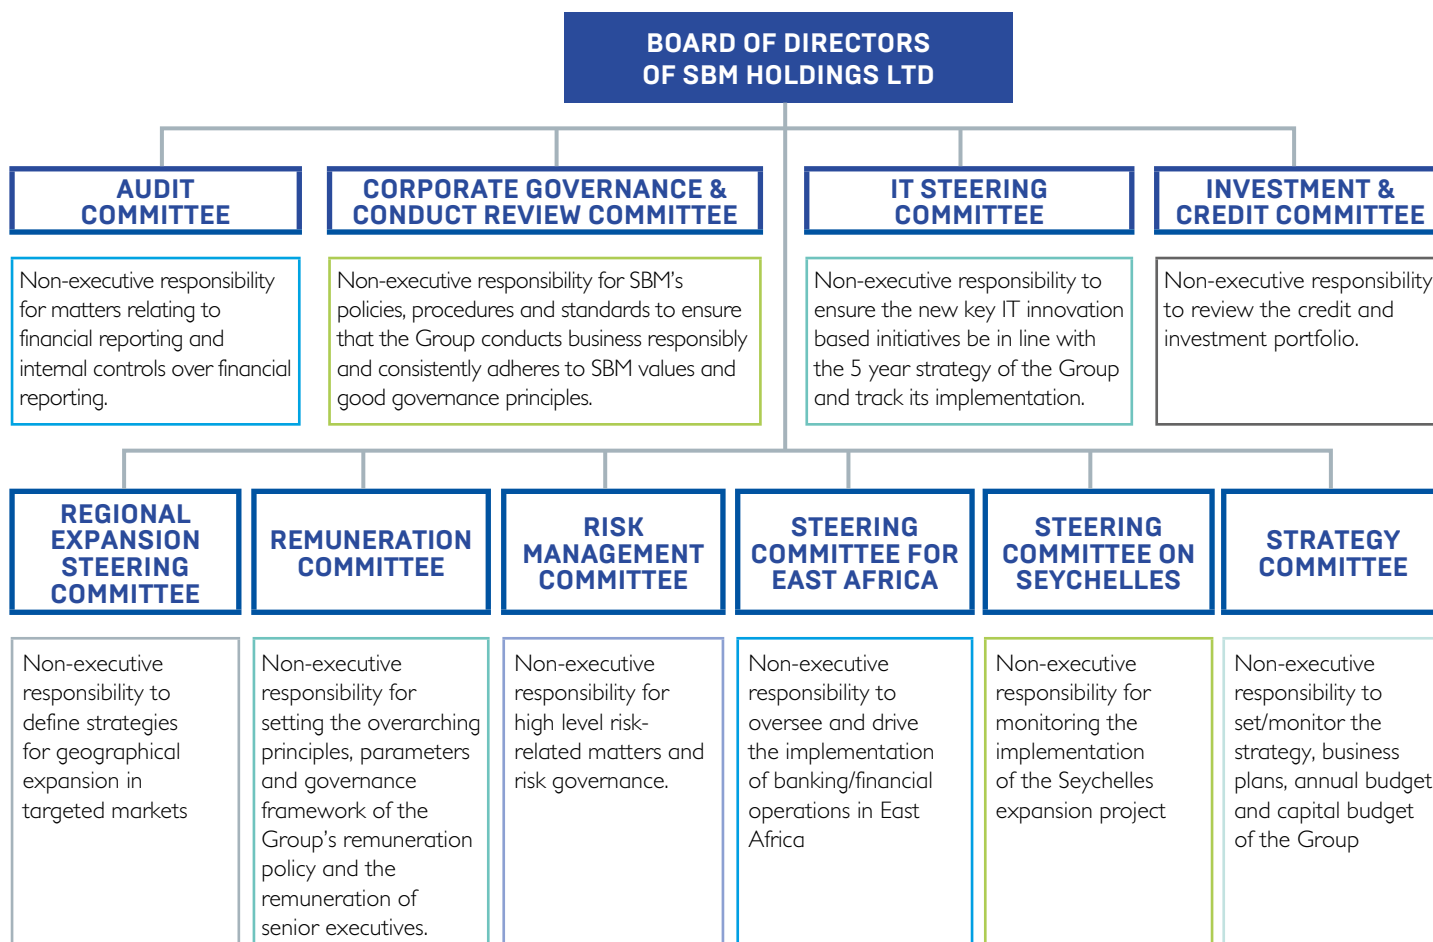 BOARD OF DIRECTORS
OF SBM HOLDINGS LTD
AUDIT
COMMITTEE
CORPORATE GOVERNANCE &
CONDUCT REVIEW COMMITTEE
IT STEERING
COMMITTEE
INVESTMENT &
CREDIT COMMITTEE
Non-executive responsibility
for matters relating to
financial reporting and
internal controls over financial
reporting.
Non-executive responsibility for SBM's
policies, procedures and standards to ensure
that the Group conducts business responsibly
and consistently adheres to SBM values and
good governance principles.
Non-executive responsibility to
ensure the new key IT innovation
based initiatives be in line with
the 5 year strategy of the Group
and track its implementation.
Non-executive responsibility
to review the credit and
investment portfolio.
REGIONAL
EXPANSION
STEERING
COMMITTEE
REMUNERATION
COMMITTEE
RISK
MANAGEMENT
COMMITTEE
STEERING
COMMITTEE FOR
EAST AFRICA
STEERING
COMMITTEE ON
SEYCHELLES
STRATEGY
COMMITTEE
Non-executive
responsibility to
define strategies
for geographical
expansion in
targeted markets
Non-executive
responsibility for
setting the overarching
principles, parameters
and governance
framework of the
Group's remuneration
policy and the
remuneration of
senior executives.
Non-executive
responsibility for
high level risk-
related matters and
risk governance.
Non-executive
responsibility to
oversee and drive
the implementation
of banking/financial
operations in East
Africa
Non-executive
responsibility for
monitoring the
implementation
of the Seychelles
expansion project
Non-executive
responsibility to
set/monitor the
strategy, business
plans, annual budget
and capital budget
of the Group